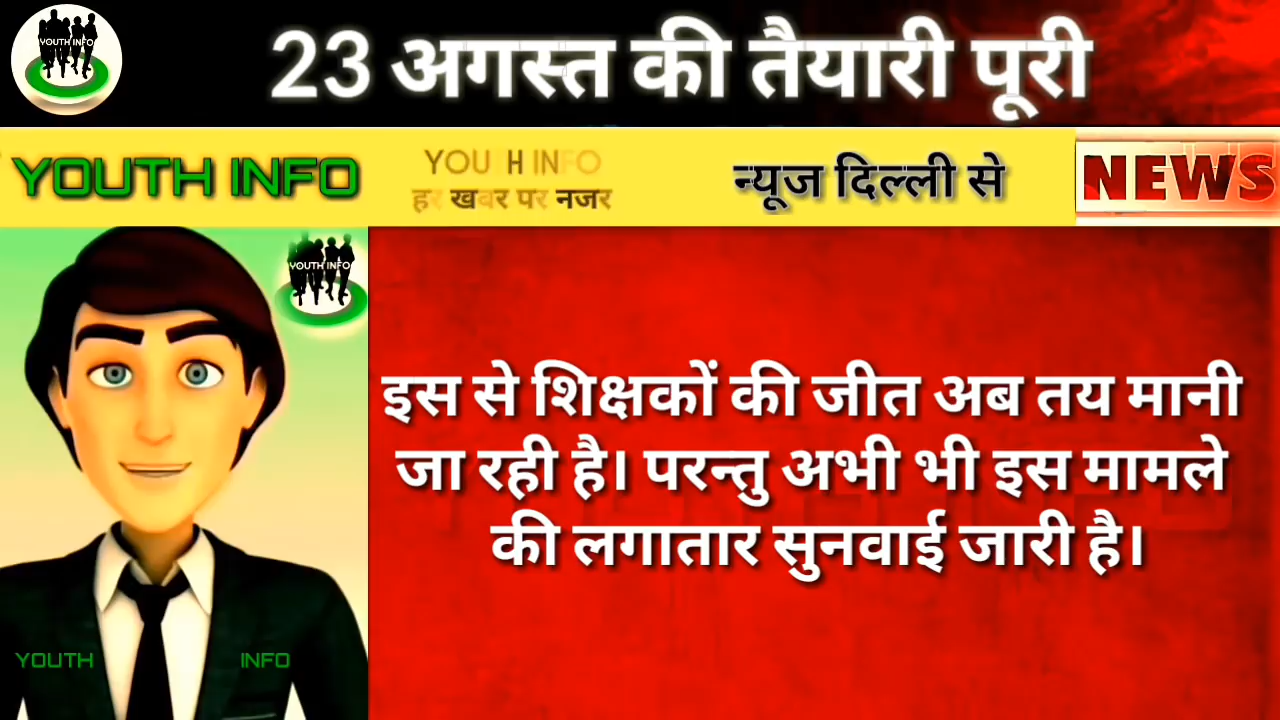 YOUTH INFO
23 अगस्त की तैयारी पूरी
YOUTH INFO
YOUTH INFO
हर खबर पर नजर
न्यूज दिल्ली से
NEWS
YOUTH INFO
इस से शिक्षकों की जीत अब तय मानी
जा रही है। परन्तु अभी भी इस मामले
की लगातार सुनवाई जारी है।
YOUTH INFO